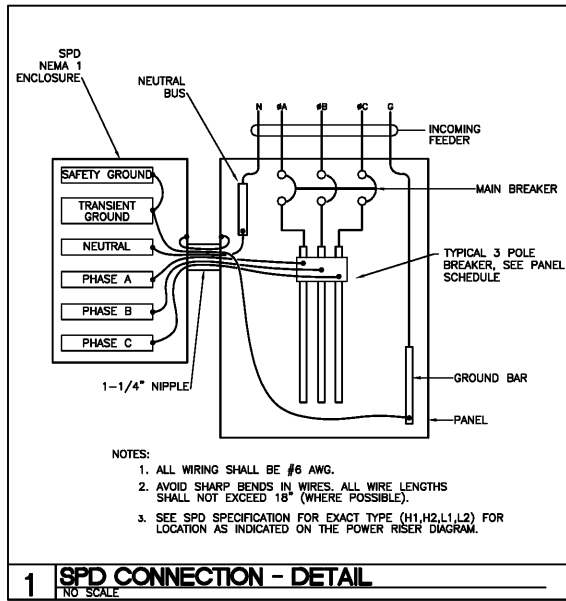 SPD
NEMA 1
ENCLOSURE
NEUTRAL
BUS
N øA øB øC G
INCOMING
FEEDER
SAFETY GROUND
TRANSIENT
GROUND
NEUTRAL
PHASE A
PHASE B
PHASE C
MAIN BREAKER
TYPICAL 3 POLE
BREAKER, SEE PANEL
SCHEDULE
1-1/4" NIPPLE
GROUND BAR
PANEL
NOTES:
1. ALL WIRING SHALL BE #6 AWG.
2. AVOID SHARP BENDS IN WIRES. ALL WIRE LENGTHS
SHALL NOT EXCEED 18" (WHERE POSSIBLE).
3. SEE SPD SPECIFICATION FOR EXACT TYPE (H1,H2,L1,L2) FOR
LOCATION AS INDICATED ON THE POWER RISER DIAGRAM.
1 SPD CONNECTION - DETAIL
NO SCALE